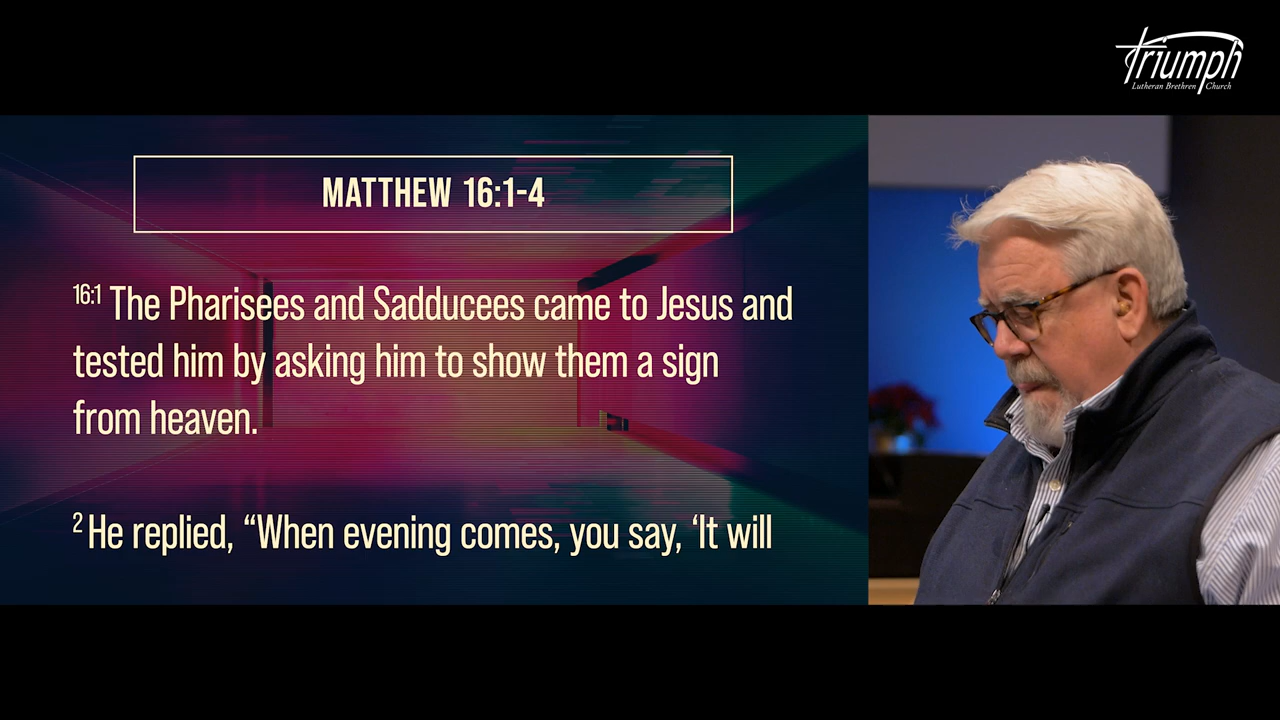 Triumph
Lutheran Brethren Church
MATTHEW 16:1-4
16:1 The Pharisees and Sadducees came to Jesus and
tested him by asking him to show them a sign
from heaven.
2 He replied, “When evening comes, you say, ‘It will